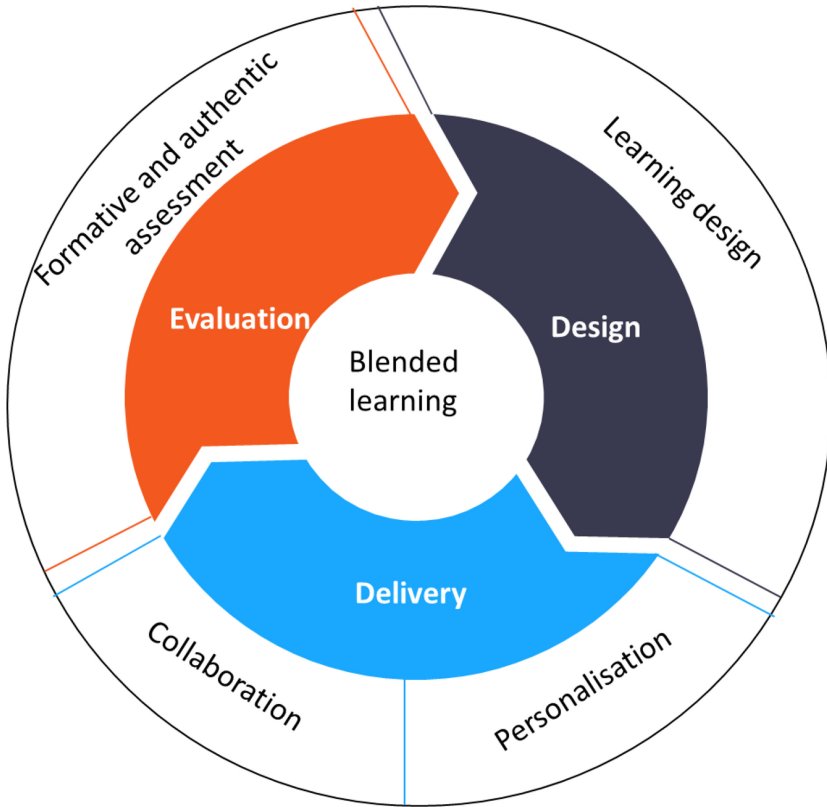 Formative and authentic
assessment
Learning design
Evaluation
Design
Blended
learning
Delivery
Collaboration
Personalisation